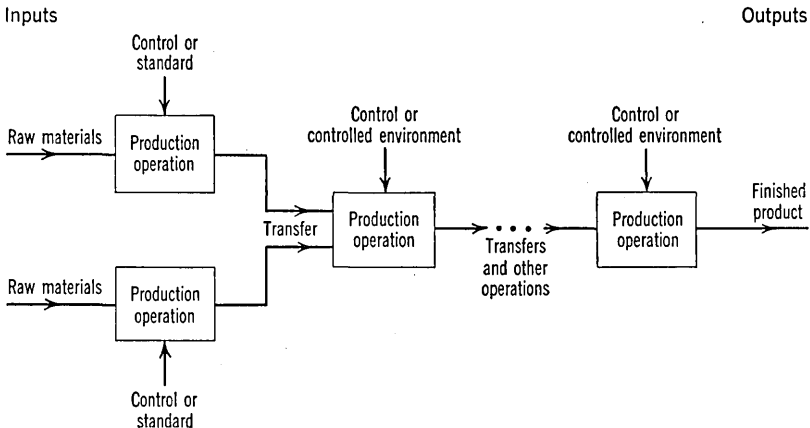 Inputs
Outputs
Control or
standard
Raw materials
Production
operation
Control or
controlled environment
Control or
controlled environment
Transfer
Production
operation
Transfers
and other
operations
Production
operation
Finished
product
Raw materials
Production
operation
Control or
standard